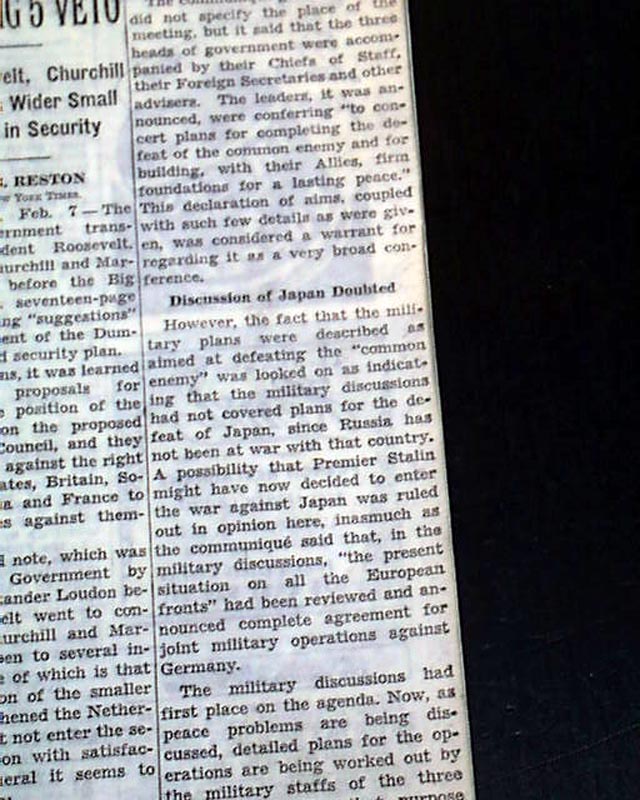 G 5 VETO
elt, Churchill
Wider Small
in Security
RESTON
YORK TIMES.
Feb. 7—The
ernment trans-
dent Roosevelt,
urchill and Mar-
before the Big
seventeen-page
ng "suggestions"
ent of the Dum-
d security plan.
ns, it was learned
proposals for
e position of the
on the proposed
Council, and they
against the right
ates, Britain, So-
a and France to
es against them-
note, which was
Government by
ander Loudon be-
elt went to con-
urchill and Mar-
en to several in-
e of which is that
on of the smaller
hened the Nether-
t not enter the se-
on with satisfac-
eral it seems to
did not specify the place of the
meeting, but it said that the three
heads of government were accom-
panied by their Chiefs of Staff,
their Foreign Secretaries and other
advisers. The leaders, it was an-
nounced, were conferring "to con-
cert plans for completing the de-
feat of the common enemy and for
building, with their Allies, firm
foundations for a lasting peace."
This declaration of aims, coupled
with such few details as were giv-
en, was considered a warrant for
regarding it as a very broad con-
ference.
Discussion of Japan Doubted
However, the fact that the mili-
tary plans were described as
aimed at defeating the "common
enemy" was looked on as indicat-
ing that the military discussions
had not covered plans for the de-
feat of Japan, since Russia has
not been at war with that country.
A possibility that Premier Stalin
might have now decided to enter
the war against Japan was ruled
out in opinion here, inasmuch as
the communiqué said that, in the
military discussions, "the present
situation on all the European
fronts" had been reviewed and an-
nounced complete agreement for
joint military operations against
Germany.
The military discussions had
first place on the agenda. Now, as
peace problems are being dis-
cussed, detailed plans for the op-
erations are being worked out by
the military staffs of the three
that purpose